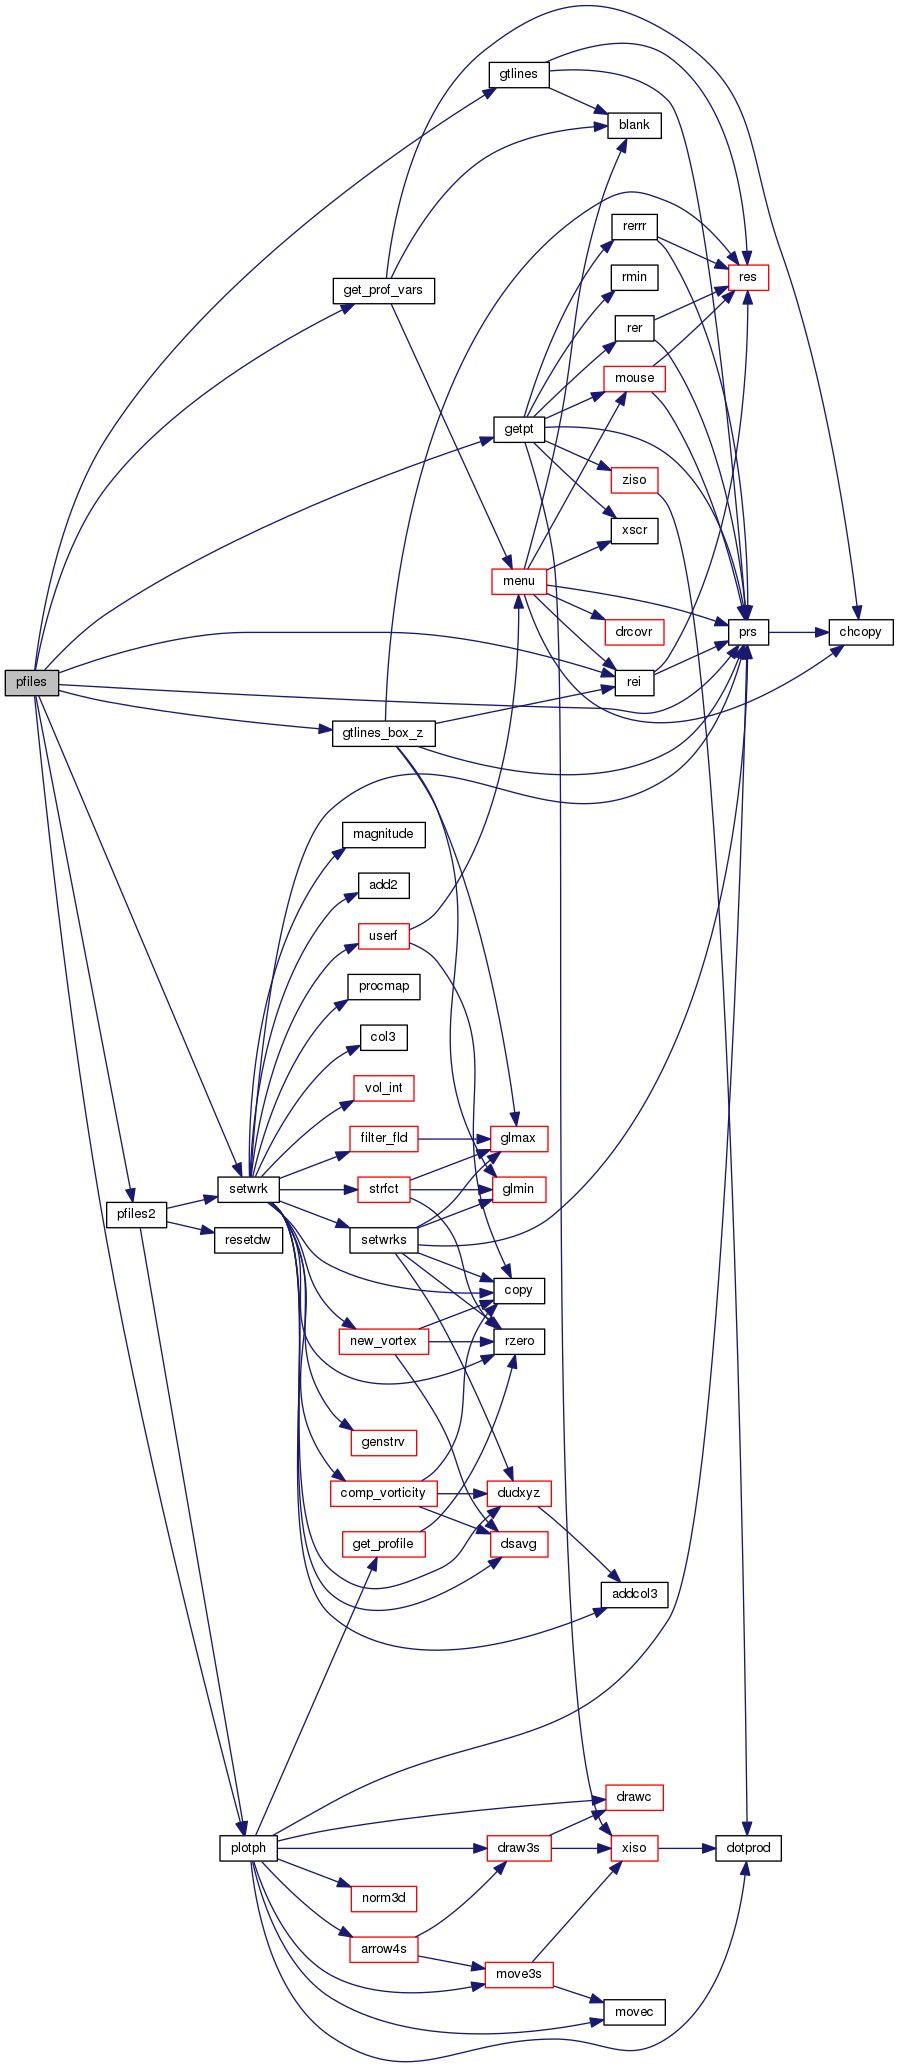 gtlines
blank
rerrr
rmin
res
get_prof_vars
rer
mouse
getpt
ziso
xscr
menu
drcovr
prs
chcopy
pfiles
rei
gtlines_box_z
magnitude
add2
userf
procmap
col3
vol_int
filter_fld
glmax
setwrk
strfct
glmin
pfiles2
resetdw
setwrks
copy
new_vortex
rzero
genstrv
comp_vorticity
dudxyz
get_profile
dsavg
addcol3
drawc
plotph
draw3s
xiso
dotprod
norm3d
arrow4s
move3s
movec